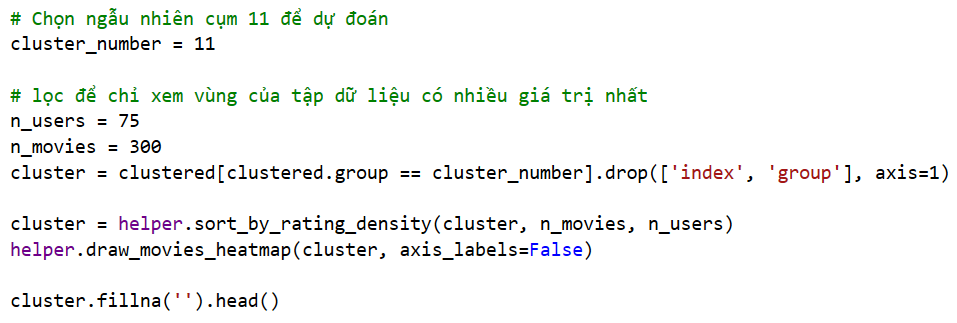 # Chọn ngẫu nhiên cụm 11 để dự đoán
cluster_number = 11
# lọc để chỉ xem vùng của tập dữ liệu có nhiều giá trị nhất
n_users = 75
n_movies = 300
cluster = clustered[clustered.group == cluster_number].drop(['index', 'group'], axis=1)
cluster = helper.sort_by_rating_density(cluster, n_movies, n_users)
helper.draw_movies_heatmap(cluster, axis_labels=False)
cluster.fillna('').head()